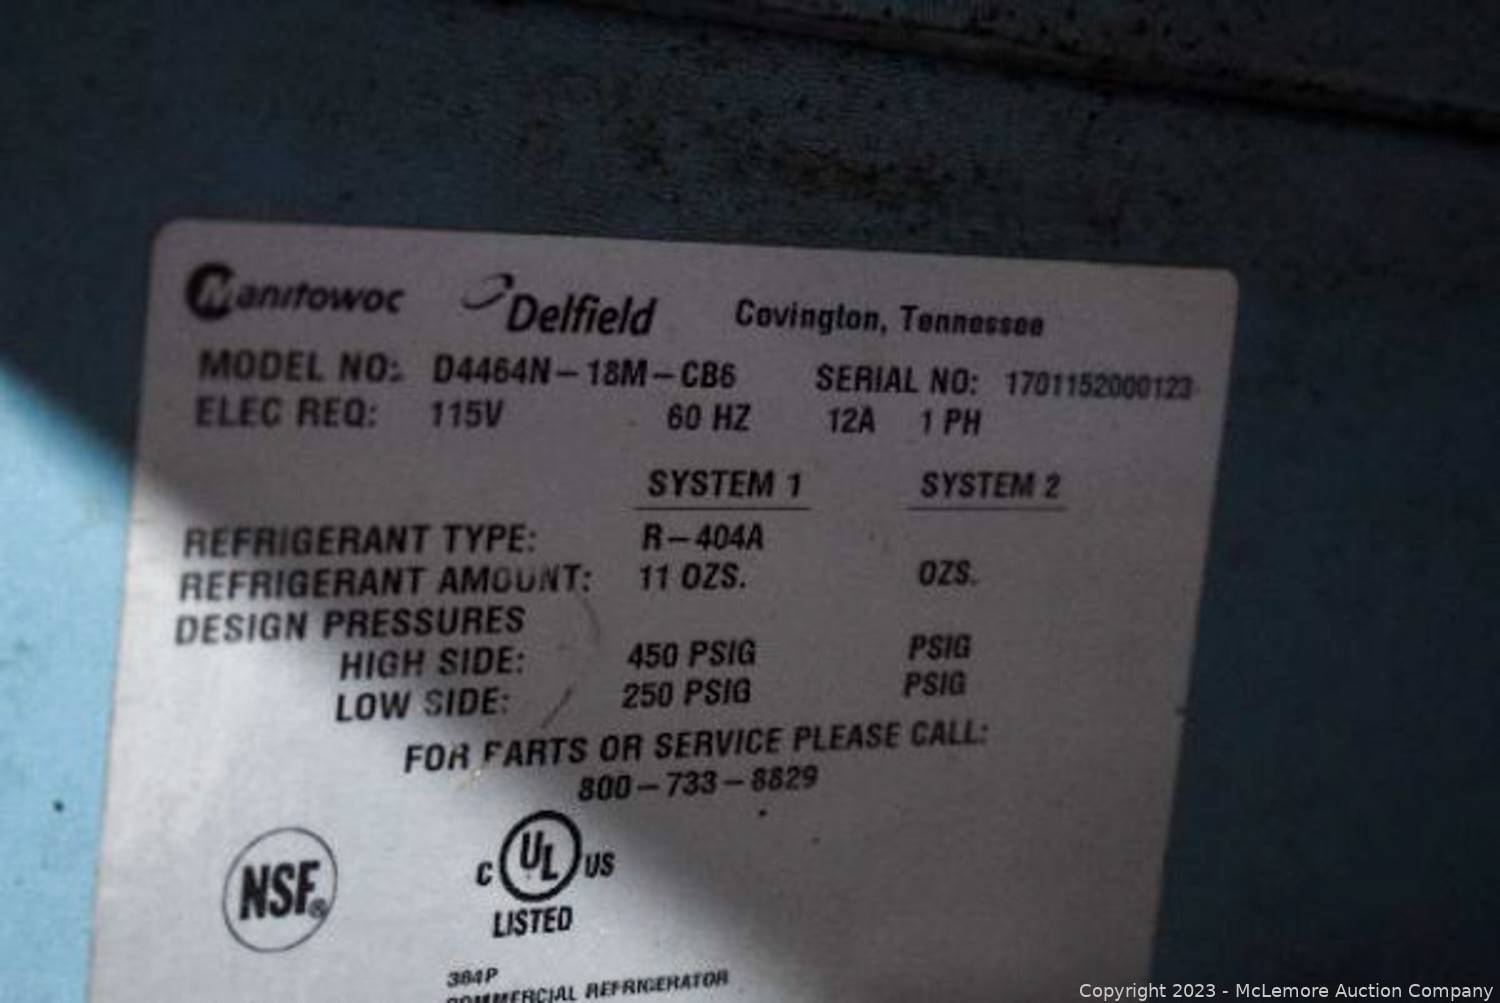 Manitowoc Delfield Covington, Tennessee
MODEL NO: D4464N-18M-CB6 SERIAL NO: 1701152000123
ELEC REQ: 115V 60 HZ 12A 1 PH
SYSTEM 1 SYSTEM 2
REFRIGERANT TYPE: R-404A
REFRIGERANT AMOUNT: 11 OZS. OZS.
DESIGN PRESSURES
HIGH SIDE: 450 PSIG PSIG
LOW SIDE: 250 PSIG PSIG
FOR PARTS OR SERVICE PLEASE CALL:
800-733-8829
NSF®
C UL US
LISTED
384P
COMMERCIAL REFRIGERATOR
Copyright 2023 - McLemore Auction Company